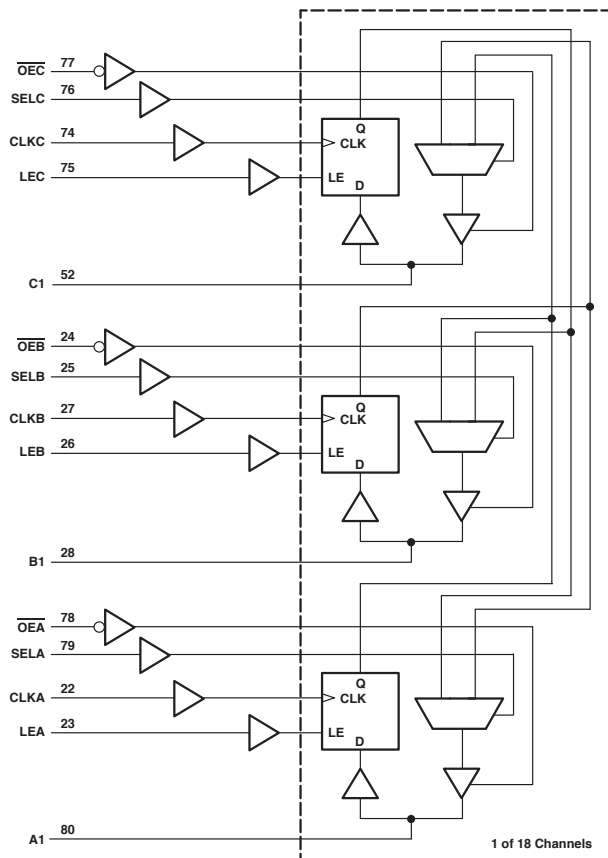 OEC 77
SELC 76
CLKC 74
LEC 75
Q
CLK
LE
D
C1 52
OEB 24
SELB 25
CLKB 27
LEB 26
Q
CLK
LE
D
B1 28
OEA 78
SELA 79
CLKA 22
LEA 23
Q
CLK
LE
D
A1 80
1 of 18 Channels